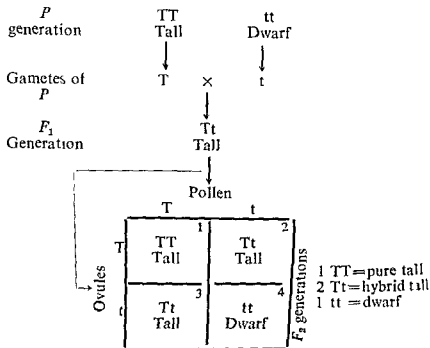 P TT tt
generation Tall Dwarf
Gametes of T × t
P
F₁ Tt
Generation Tall
Pollen
T t
1 2
T TT Tt
Tall Tall
Ovules
3 4
t Tt tt
Tall Dwarf
F₂ generations
1 TT=pure tall
2 Tt=hybrid tall
1 tt=dwarf